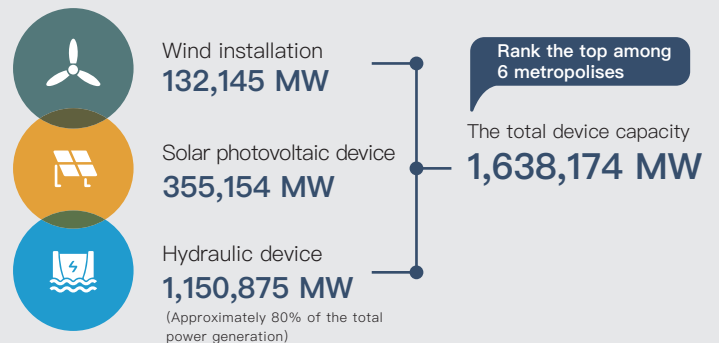 Wind installation
132,145 MW
Solar photovoltaic device
355,154 MW
Hydraulic device
1,150,875 MW
(Approximately 80% of the total
power generation)
Rank the top among
6 metropolises
The total device capacity
1,638,174 MW